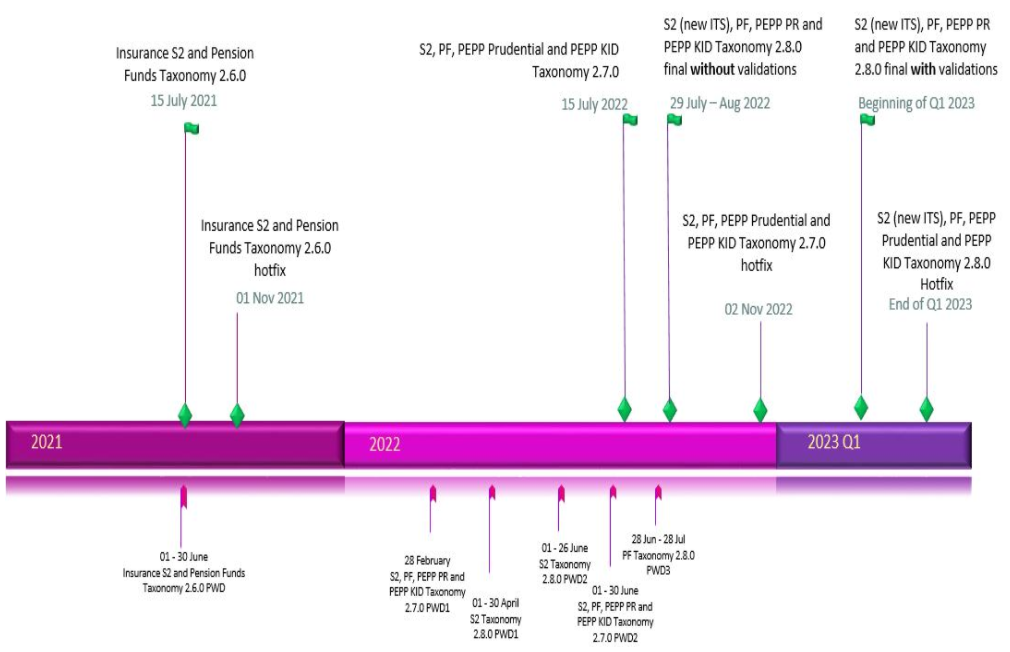 Insurance S2 and Pension
Funds Taxonomy 2.6.0
15 July 2021
S2, PF, PEPP Prudential and PEPP KID
Taxonomy 2.7.0
15 July 2022
S2 (new ITS), PF, PEPP PR and
PEPP KID Taxonomy 2.8.0
final without validations
29 July – Aug 2022
S2 (new ITS), PF, PEPP PR
and PEPP KID Taxonomy
2.8.0 final with validations
Beginning of Q1 2023
Insurance S2 and Pension
Funds Taxonomy 2.6.0
hotfix
01 Nov 2021
S2, PF, PEPP Prudential and
PEPP KID Taxonomy 2.7.0
hotfix
02 Nov 2022
S2 (new ITS), PF, PEPP
Prudential and PEPP
KID Taxonomy 2.8.0
Hotfix
End of Q1 2023
2021
2022
2023 Q1
01 - 30 June
Insurance S2 and Pension Funds
Taxonomy 2.6.0 PWD
28 February
S2, PF, PEPP PR and
PEPP KID Taxonomy
2.7.0 PWD1
01 - 30 April
S2 Taxonomy
2.8.0 PWD1
01 - 26 June
S2 Taxonomy
2.8.0 PWD2
01 - 30 June
S2, PF, PEPP PR and
PEPP KID Taxonomy
2.7.0 PWD2
28 Jun - 28 Jul
PF Taxonomy 2.8.0
PWD3